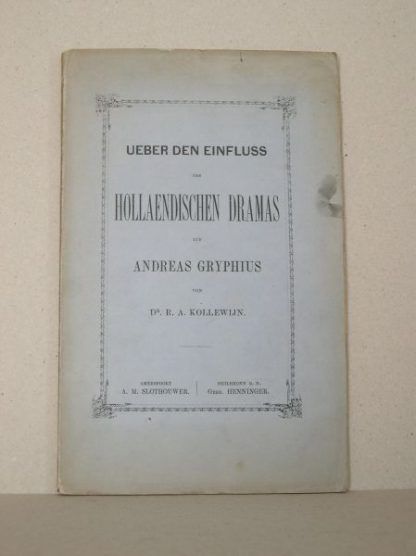 UEBER DEN EINFLUSS
DES
HOLLAENDISCHEN DRAMAS
AUF
ANDREAS GRYPHIUS
VON
DR. R. A. KOLLEWIJN.
AMERSFOORT
A. M. SLOTHOUWER.
HEILBRONN a. N.
GEBR. HENNINGER.